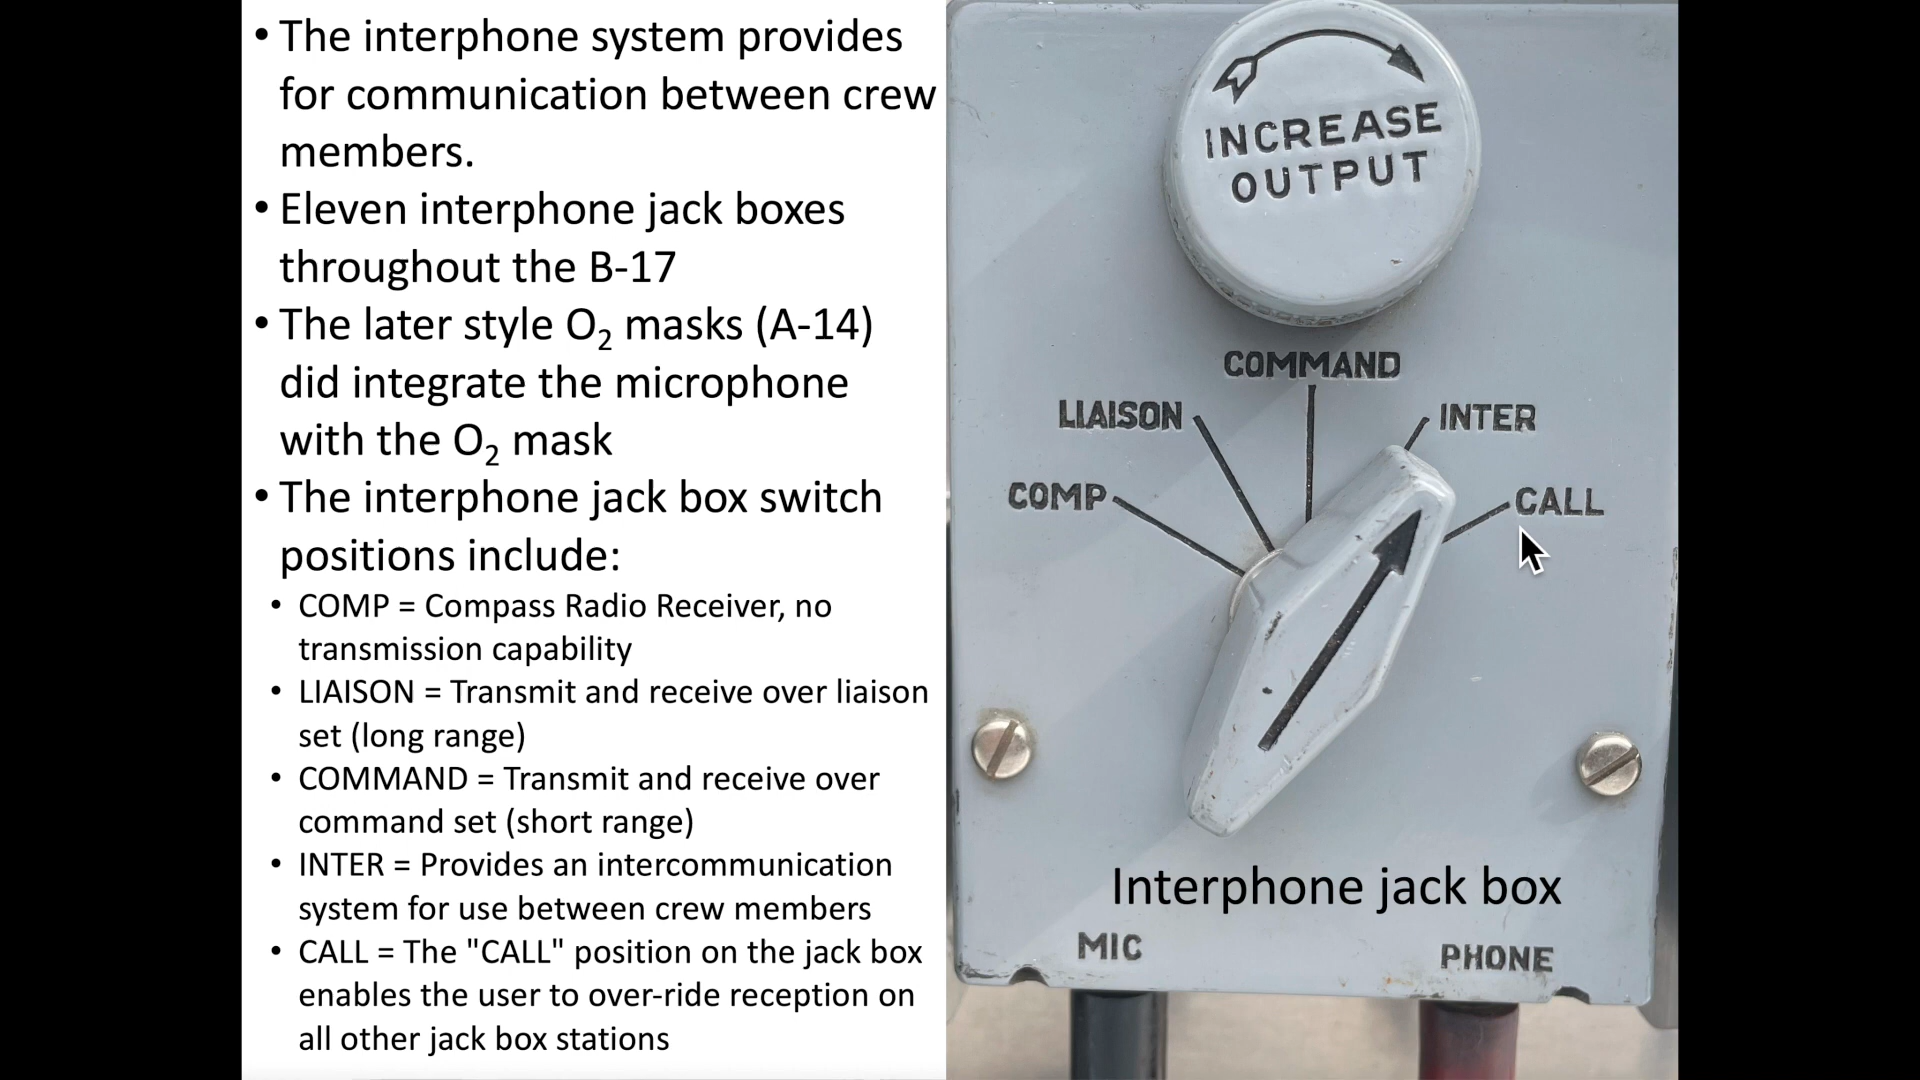 • The interphone system provides
for communication between crew
members.
• Eleven interphone jack boxes
throughout the B-17
• The later style O₂ masks (A-14)
did integrate the microphone
with the O₂ mask
• The interphone jack box switch
positions include:
• COMP = Compass Radio Receiver, no
transmission capability
• LIAISON = Transmit and receive over liaison
set (long range)
• COMMAND = Transmit and receive over
command set (short range)
• INTER = Provides an intercommunication
system for use between crew members
• CALL = The "CALL" position on the jack box
enables the user to over-ride reception on
all other jack box stations
INCREASE
OUTPUT
COMMAND
LIAISON
INTER
COMP
CALL
Interphone jack box
MIC
PHONE